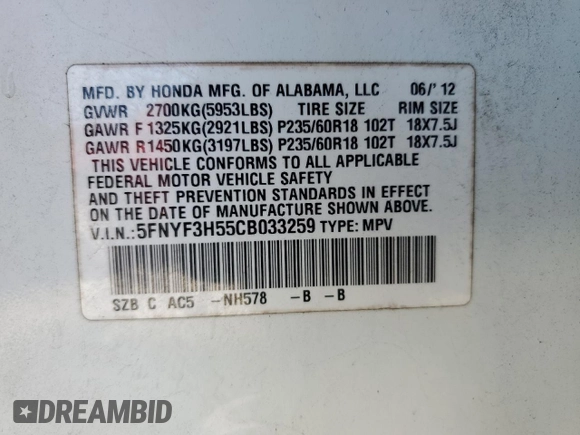 MFD. BY HONDA MFG. OF ALABAMA, LLC 06/'12
GVWR 2700KG(5953LBS) TIRE SIZE RIM SIZE
GAWR F 1325KG(2921LBS) P235/60R18 102T 18X7.5J
GAWR R1450KG(3197LBS) P235/60R18 102T 18X7.5J
THIS VEHICLE CONFORMS TO ALL APPLICABLE
FEDERAL MOTOR VEHICLE SAFETY
AND THEFT PREVENTION STANDARDS IN EFFECT
ON THE DATE OF MANUFACTURE SHOWN ABOVE.
V.I.N.: 5FNYF3H55CB033259 TYPE: MPV
SZB C AC5 -NH578 -B -B
DREAMBID